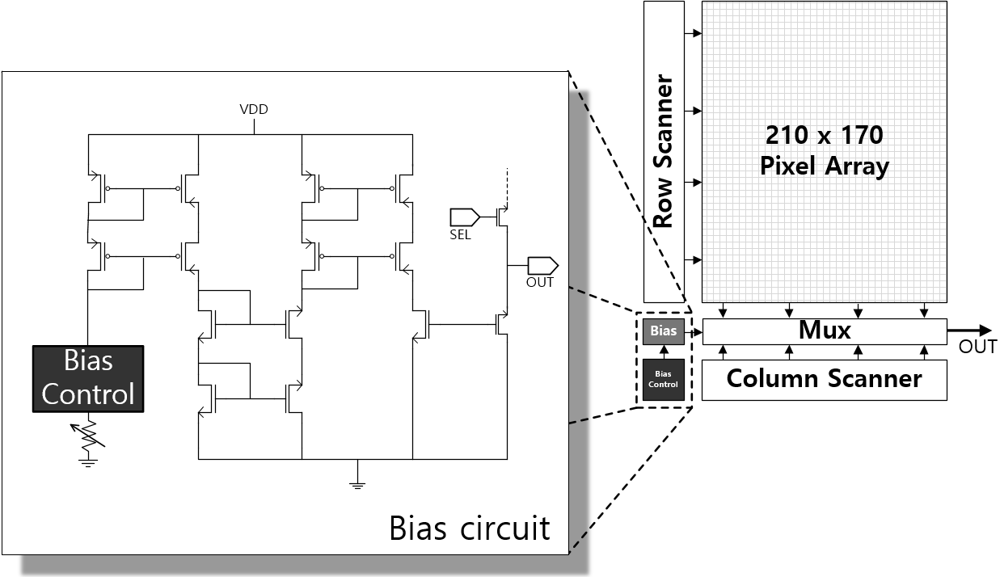 VDD
SEL
OUT
Bias
Control
Bias circuit
Row Scanner
210 x 170
Pixel Array
Bias
Mux
OUT
Bias
Control
Column Scanner